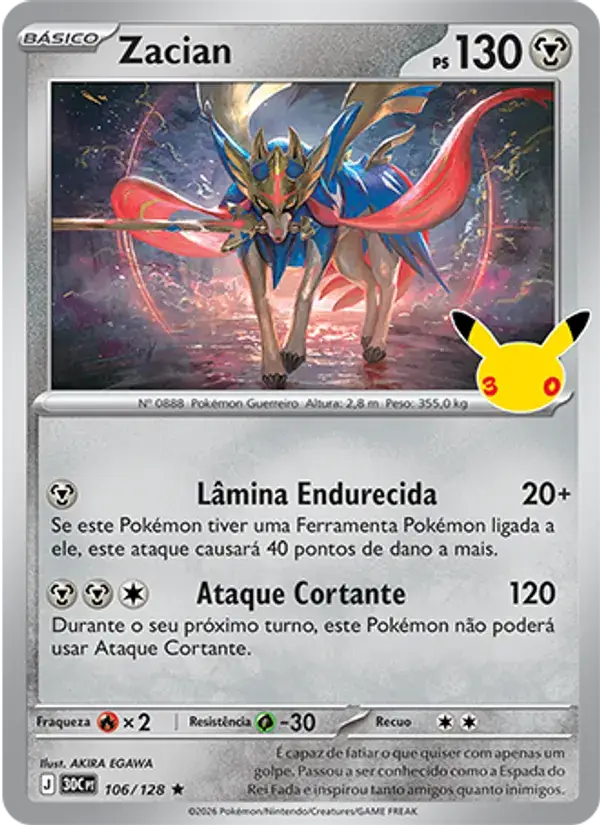 BÁSICO Zacian PS 130
30
Nº 0888 Pokémon Guerreiro Altura: 2,8 m Peso: 355,0 kg
Lâmina Endurecida 20+
Se este Pokémon tiver uma Ferramenta Pokémon ligada a
ele, este ataque causará 40 pontos de dano a mais.
Ataque Cortante 120
Durante o seu próximo turno, este Pokémon não poderá
usar Ataque Cortante.
Fraqueza ×2 Resistência -30 Recuo
Ilust. AKIRA EGAWA
J 30C PT 106/128 ★
É capaz de fatiar o que quiser com apenas um
golpe. Passou a ser conhecido como a Espada do
Rei Fada e inspirou tanto amigos quanto inimigos.
©2026 Pokémon/Nintendo/Creatures/GAME FREAK